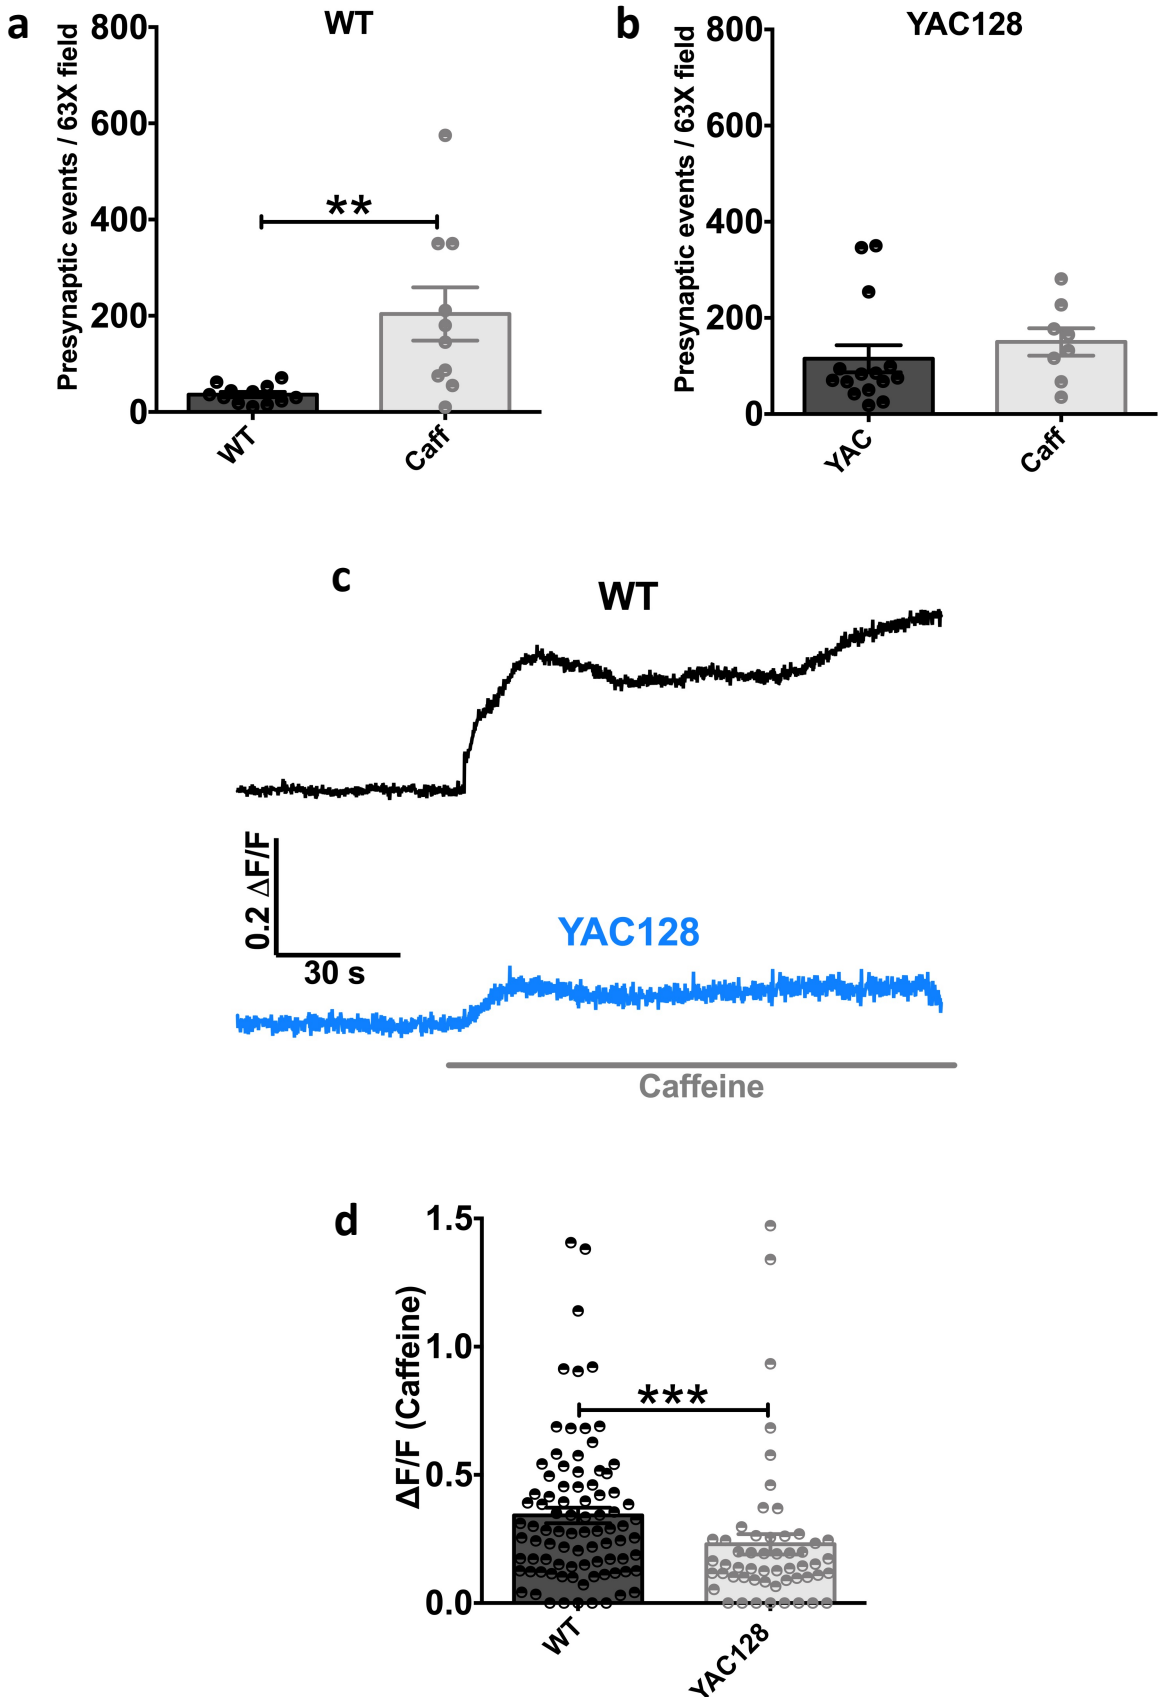 a
WT
Presynaptic events / 63X field
800
600
400
200
0
**
WT
Caff
b
YAC128
Presynaptic events / 63X field
800
600
400
200
0
YAC
Caff
c
WT
0.2 ΔF/F
30 s
YAC128
Caffeine
d
ΔF/F (Caffeine)
1.5
1.0
0.5
0.0
***
WT
YAC128